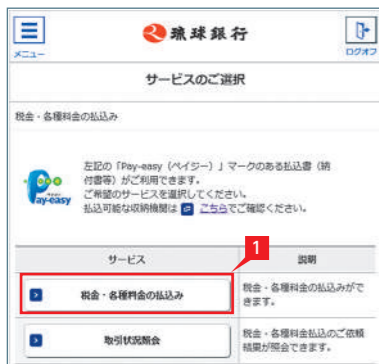 メニュー
琉球銀行
ログオフ
サービスのご選択
税金・各種料金の払込み
Pay-easy
左記の「Pay-easy（ペイジー）」マークのある払込書（納
付書等）がご利用できます。
ご希望のサービスを選択してください。
払込可能な収納機関は こちらでご確認ください。
1
サービス
説明
税金・各種料金の払込み
税金・各種料金の払込みがで
きます。
取引状況照会
税金・各種料金払込のご依頼
結果が照会できます。